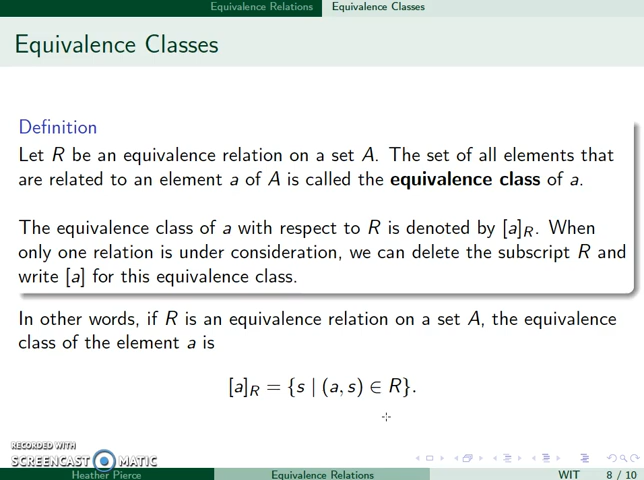 Equivalence Relations Equivalence Classes
Equivalence Classes
Definition
Let R be an equivalence relation on a set A. The set of all elements that
are related to an element a of A is called the equivalence class of a.
The equivalence class of a with respect to R is denoted by [a]R. When
only one relation is under consideration, we can delete the subscript R and
write [a] for this equivalence class.
In other words, if R is an equivalence relation on a set A, the equivalence
class of the element a is
[a]R = {s | (a, s) ∈ R}.
RECORDED WITH
SCREENCAST MATIC
Heather Pierce Equivalence Relations WIT 8 / 10